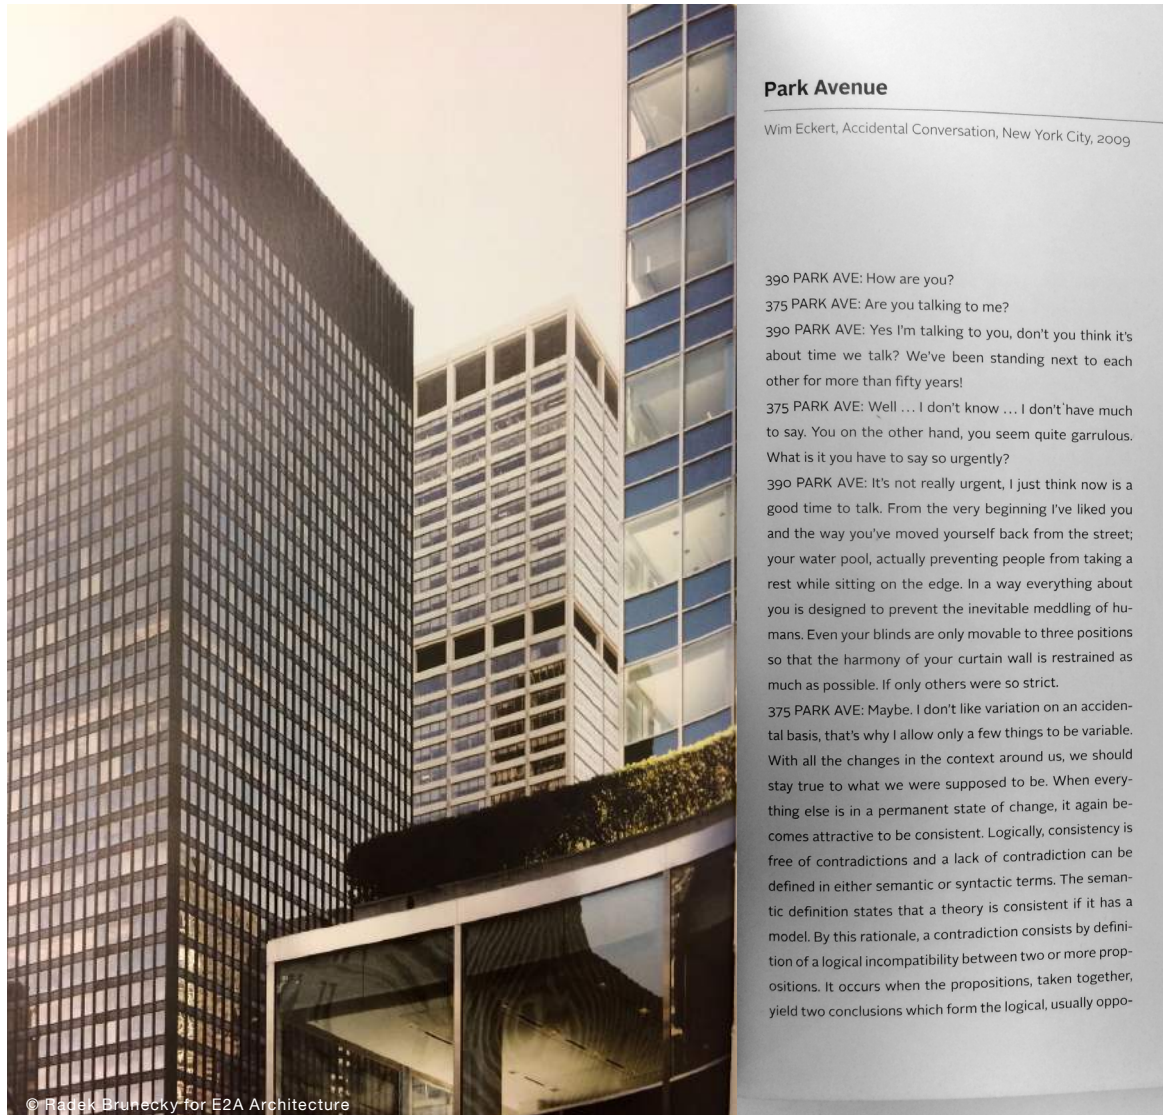 Park Avenue
Wim Eckert, Accidental Conversation, New York City, 2009
390 PARK AVE: How are you?
375 PARK AVE: Are you talking to me?
390 PARK AVE: Yes I'm talking to you, don't you think it's
about time we talk? We've been standing next to each
other for more than fifty years!
375 PARK AVE: Well ... I don't know ... I don't have much
to say. You on the other hand, you seem quite garrulous.
What is it you have to say so urgently?
390 PARK AVE: It's not really urgent, I just think now is a
good time to talk. From the very beginning I've liked you
and the way you've moved yourself back from the street;
your water pool, actually preventing people from taking a
rest while sitting on the edge. In a way everything about
you is designed to prevent the inevitable meddling of hu-
mans. Even your blinds are only movable to three positions
so that the harmony of your curtain wall is restrained as
much as possible. If only others were so strict.
375 PARK AVE: Maybe. I don't like variation on an acciden-
tal basis, that's why I allow only a few things to be variable.
With all the changes in the context around us, we should
stay true to what we were supposed to be. When every-
thing else is in a permanent state of change, it again be-
comes attractive to be consistent. Logically, consistency is
free of contradictions and a lack of contradiction can be
defined in either semantic or syntactic terms. The seman-
tic definition states that a theory is consistent if it has a
model. By this rationale, a contradiction consists by defini-
tion of a logical incompatibility between two or more prop-
ositions. It occurs when the propositions, taken together,
yield two conclusions which form the logical, usually oppo-
© Radek Brunecky for E2A Architecture